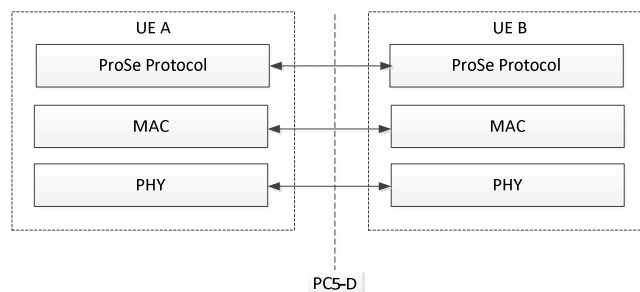 UE A
UE B
ProSe Protocol
ProSe Protocol
MAC
MAC
PHY
PHY
PC5-D